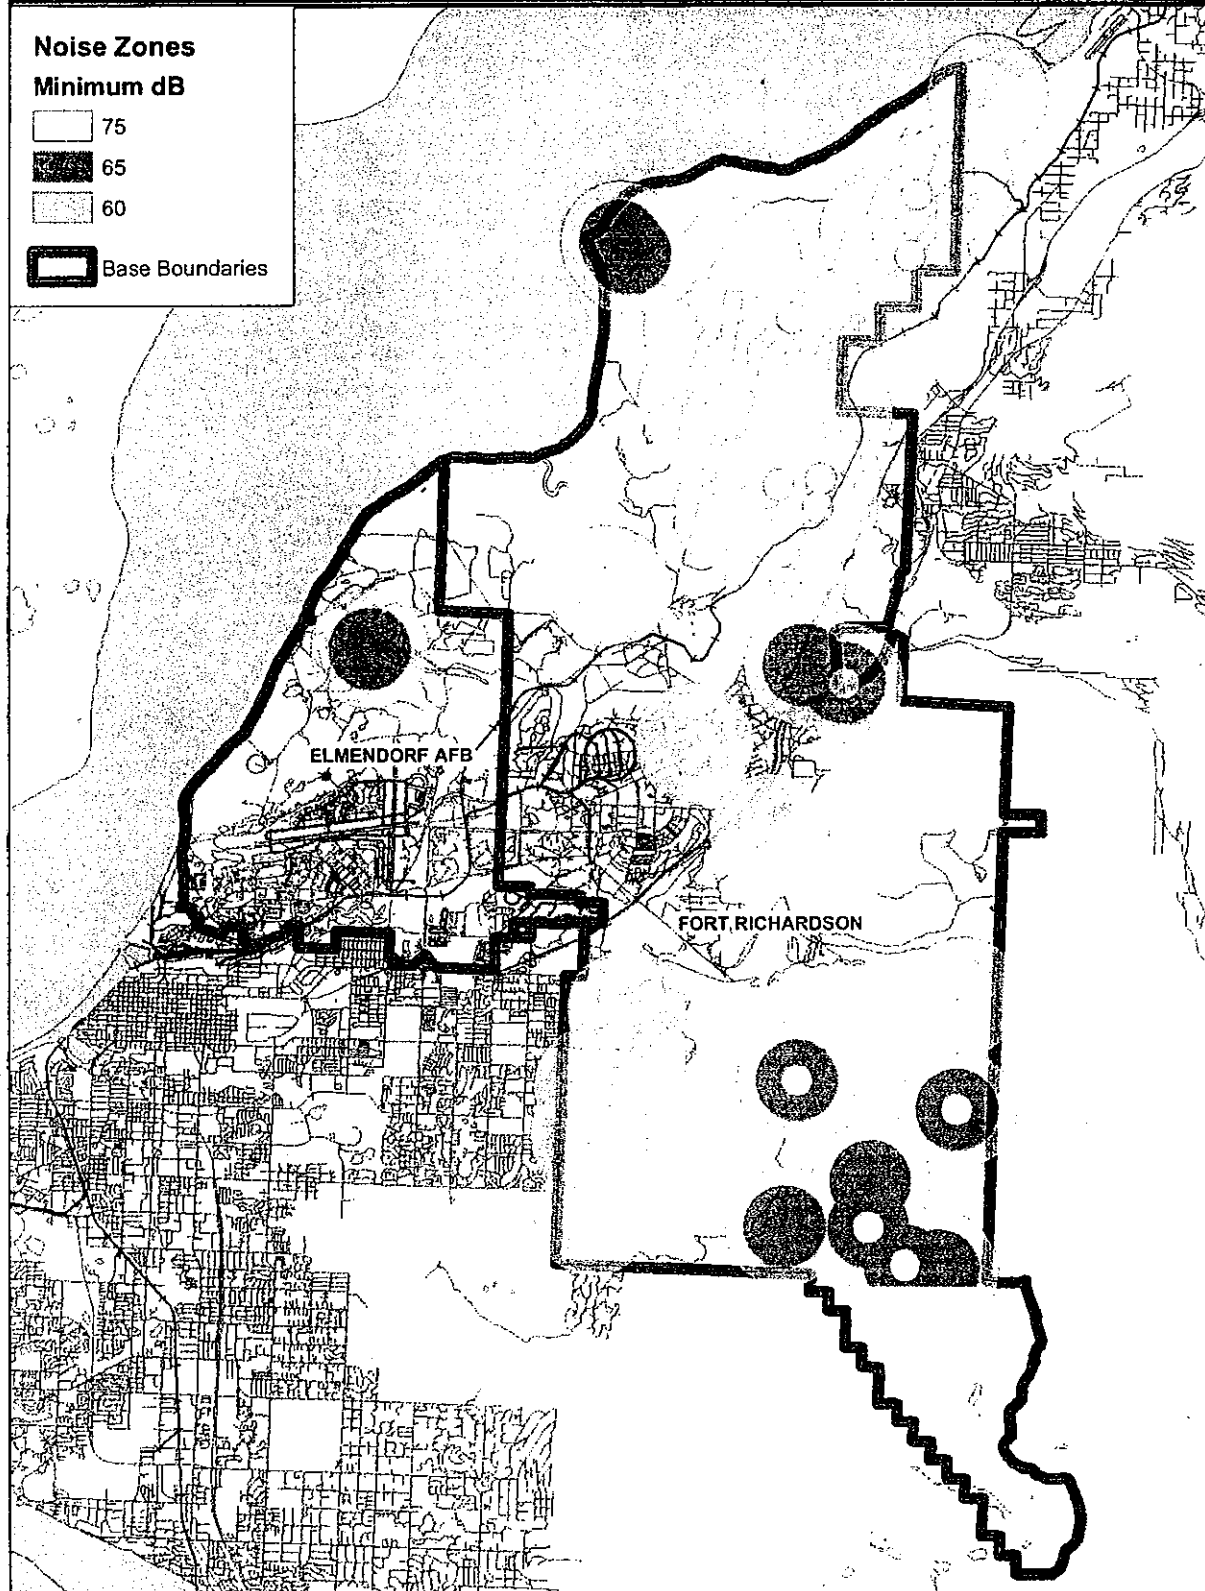 Noise Zones
Minimum dB
75
65
60
Base Boundaries
ELMENDORF AFB
FORT RICHARDSON